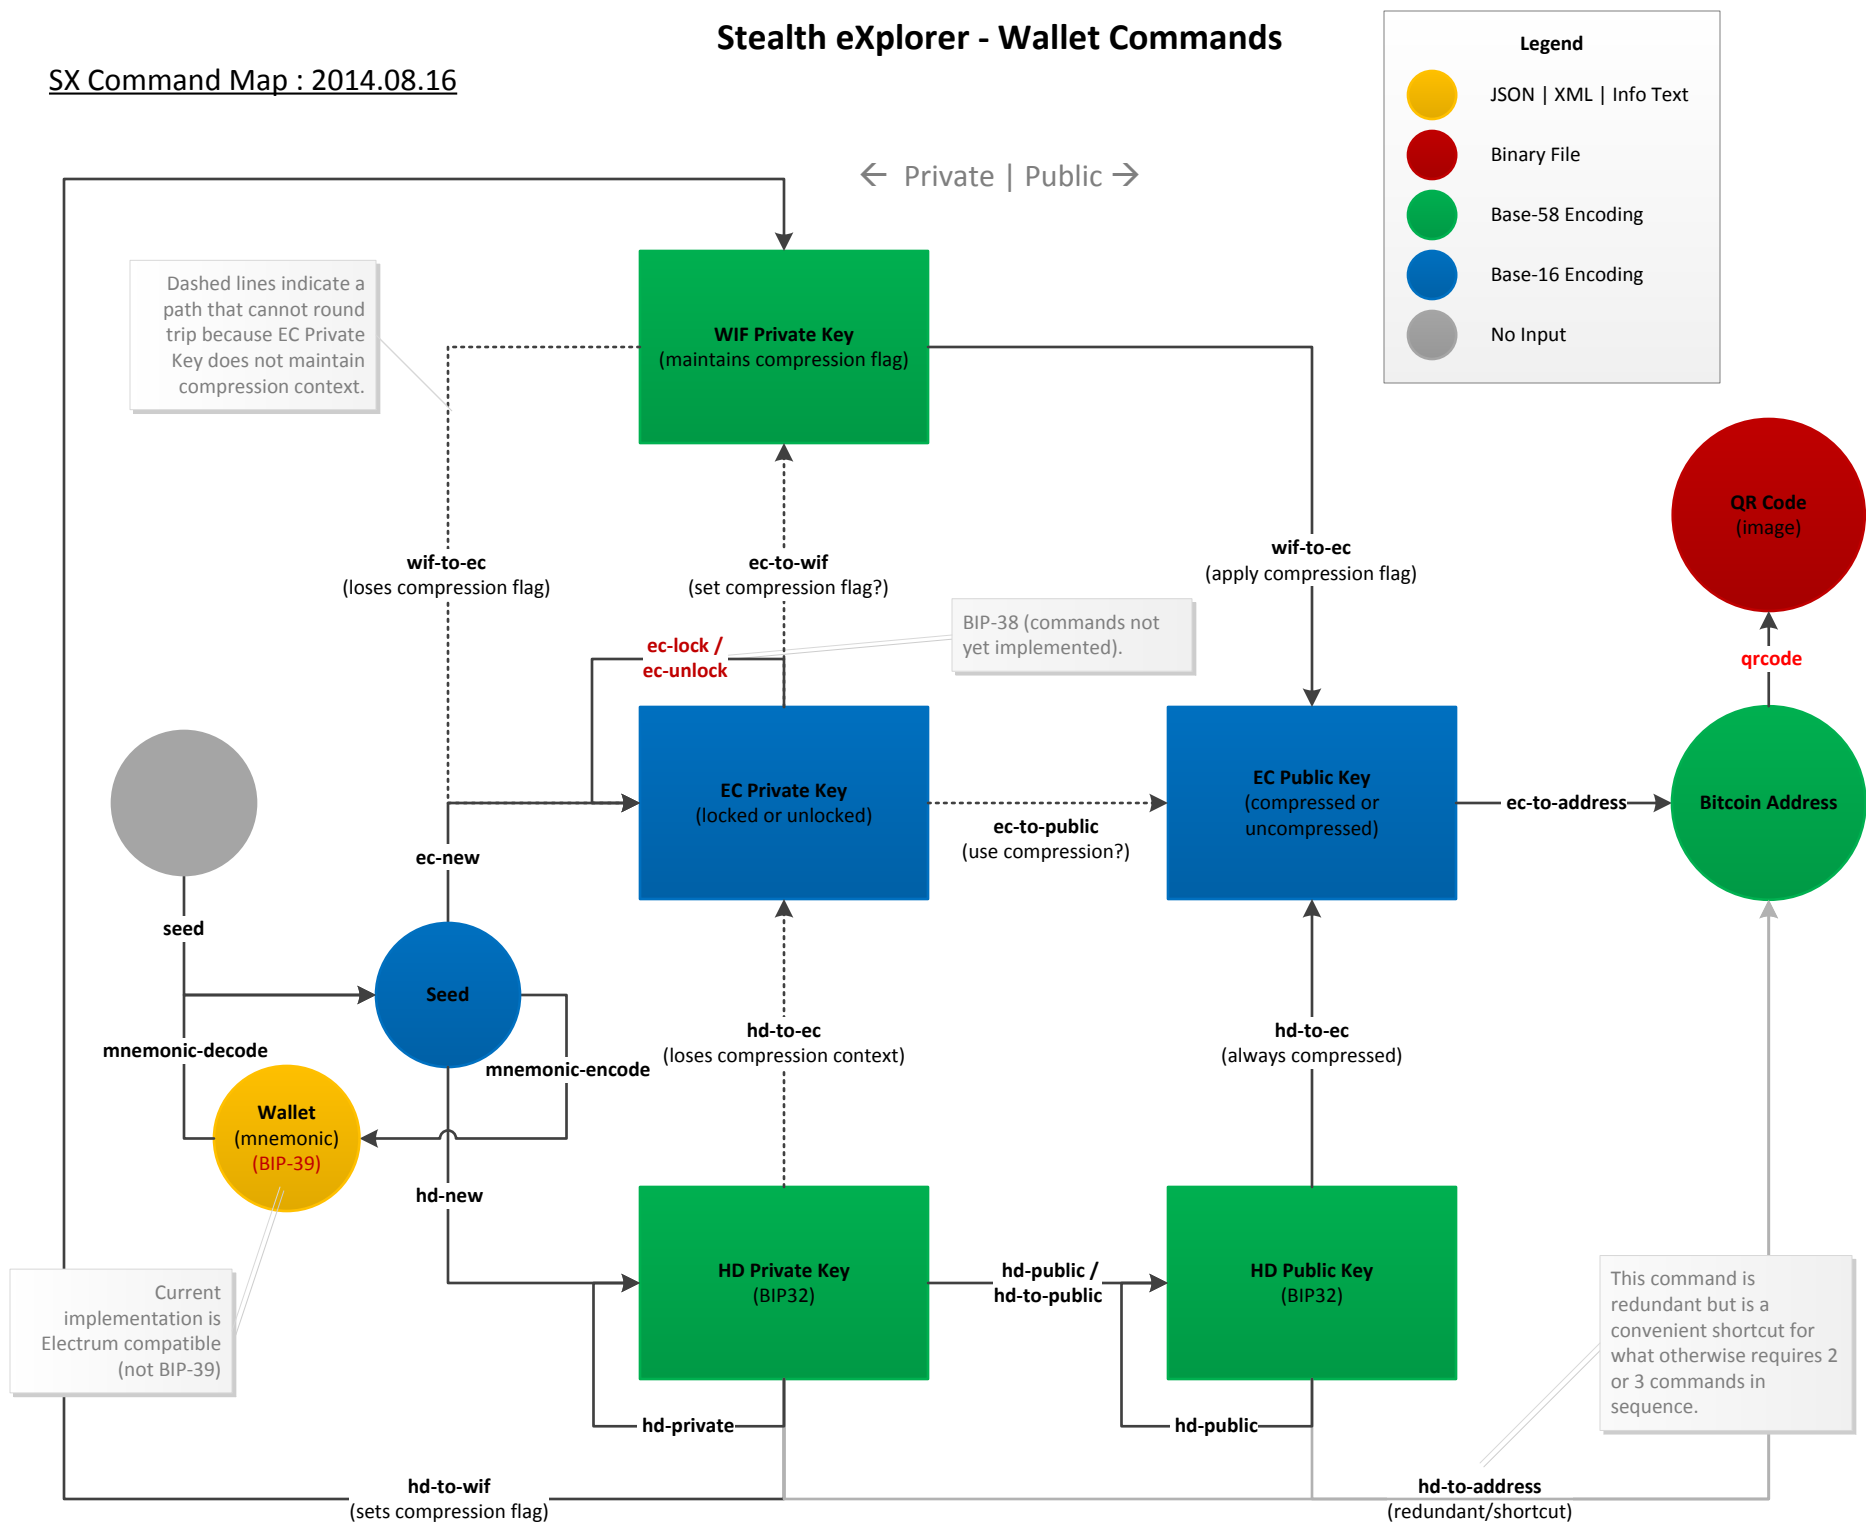 Stealth eXplorer - Wallet Commands
SX Command Map : 2014.08.16
Legend
JSON | XML | Info Text
Binary File
Base-58 Encoding
Base-16 Encoding
No Input
← Private | Public →
Dashed lines indicate a
path that cannot round
trip because EC Private
Key does not maintain
compression context.
WIF Private Key
(maintains compression flag)
QR Code
(image)
wif-to-ec
(loses compression flag)
ec-to-wif
(set compression flag?)
wif-to-ec
(apply compression flag)
BIP-38 (commands not
yet implemented).
ec-lock /
ec-unlock
qrcode
EC Private Key
(locked or unlocked)
EC Public Key
(compressed or
uncompressed)
ec-to-address
Bitcoin Address
ec-to-public
(use compression?)
ec-new
seed
Seed
mnemonic-decode
mnemonic-encode
hd-to-ec
(loses compression context)
hd-to-ec
(always compressed)
Wallet
(mnemonic)
(BIP-39)
hd-new
HD Private Key
(BIP32)
hd-public /
hd-to-public
HD Public Key
(BIP32)
Current
implementation is
Electrum compatible
(not BIP-39)
This command is
redundant but is a
convenient shortcut for
what otherwise requires 2
or 3 commands in
sequence.
hd-private
hd-public
hd-to-wif
(sets compression flag)
hd-to-address
(redundant/shortcut)